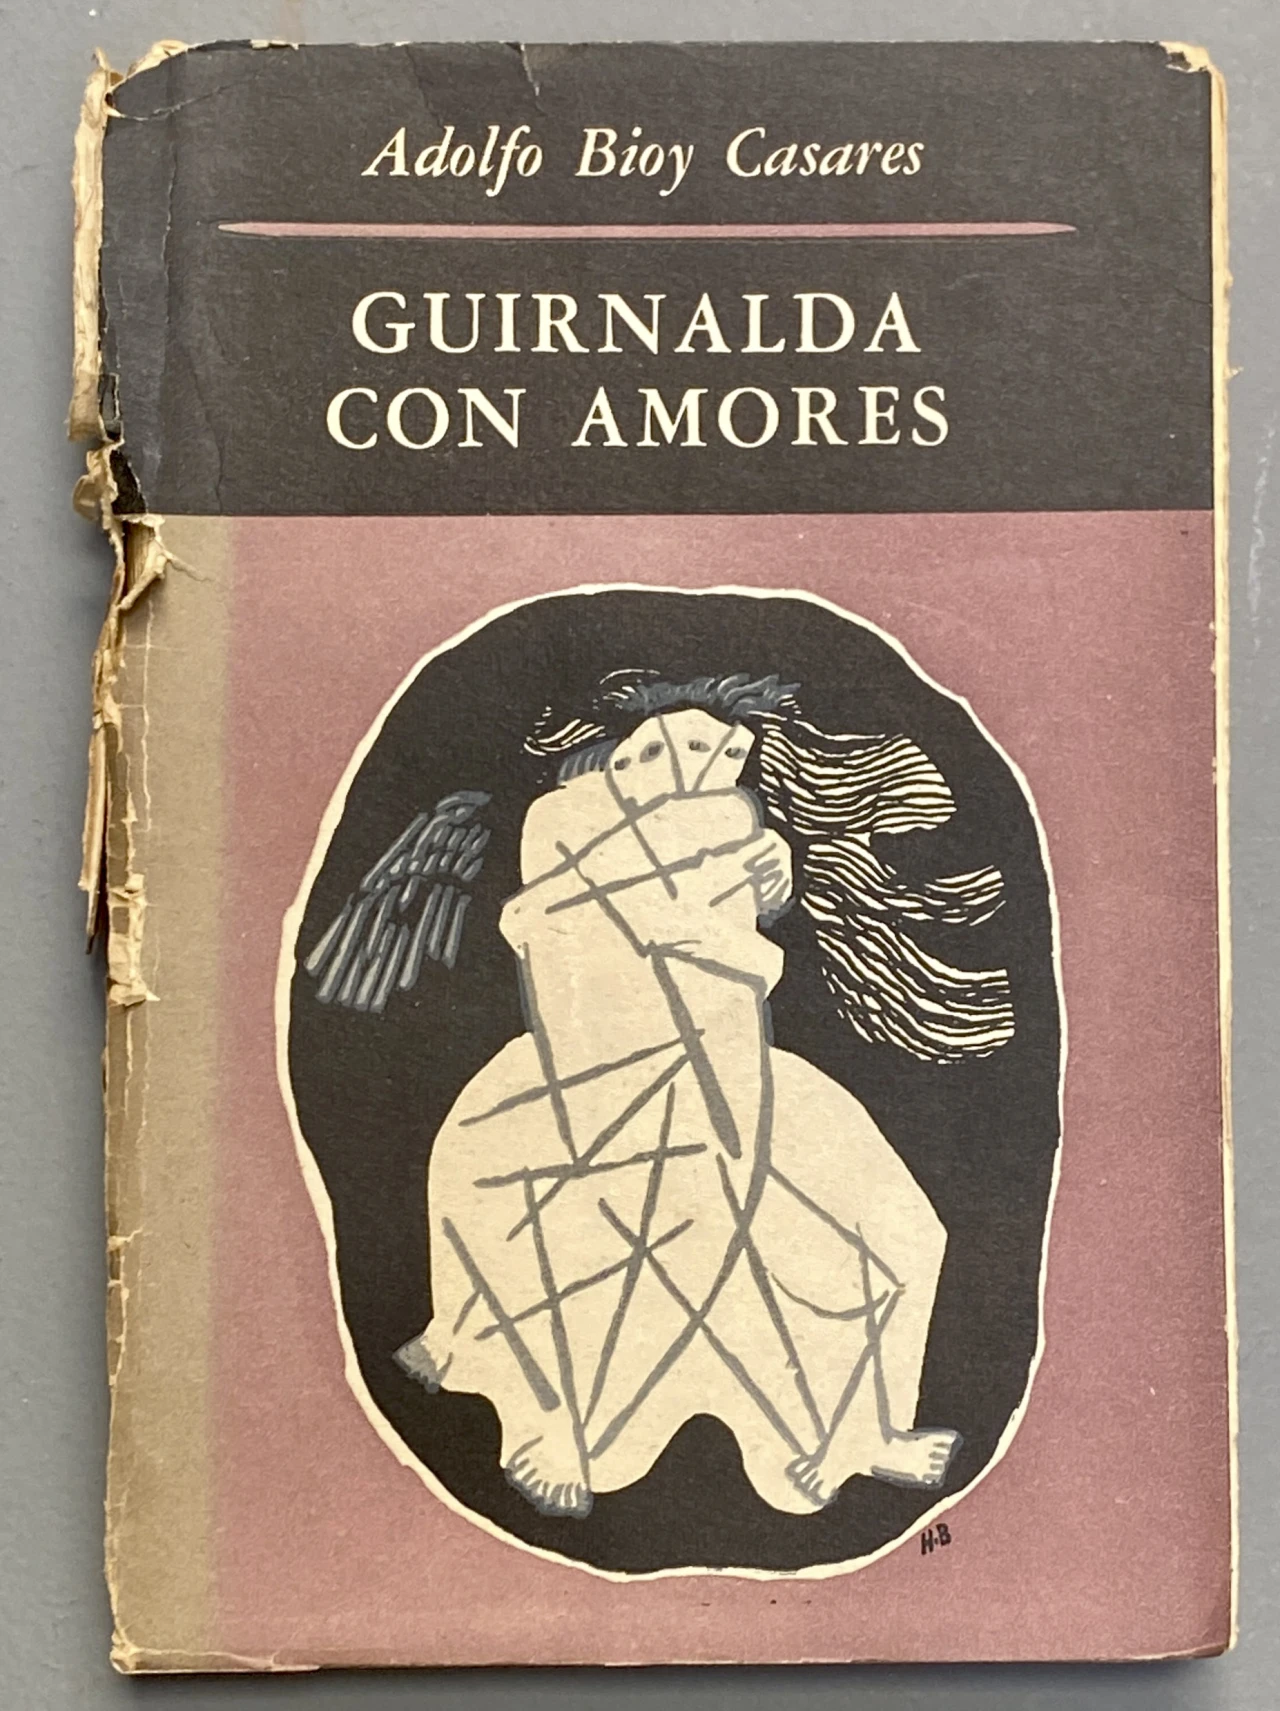 Adolfo Bioy Casares
GUIRNALDA
CON AMORES
H·B